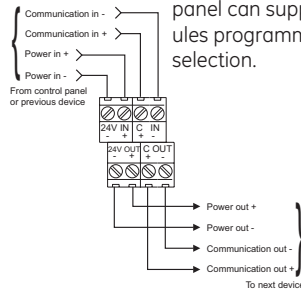 Communication in -
Communication in +
Power in +
Power in -
From control panel
or previous device
panel can supp
ules programm
selection.
24V IN C IN
- + + -
24V OUT C OUT
- + + -
Power out +
Power out -
Communication out -
Communication out +
To next device